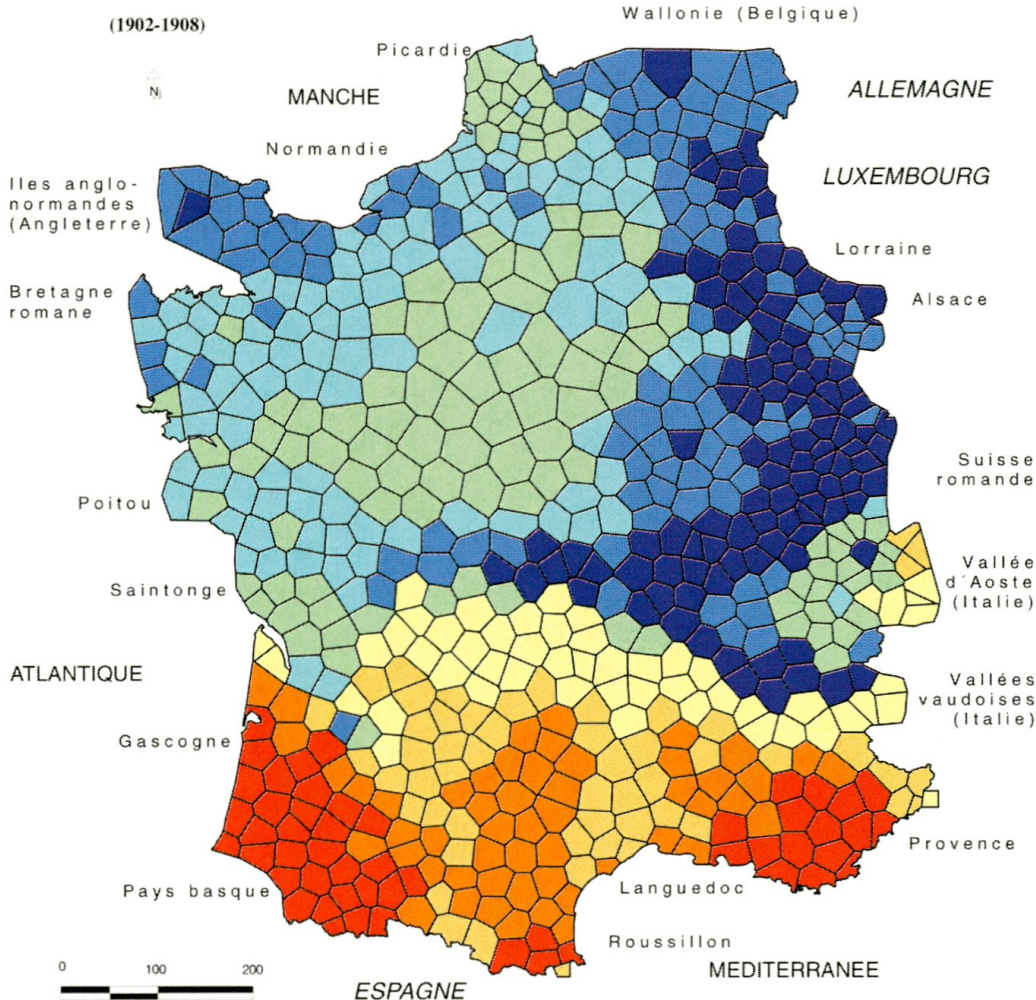 Wallonie (Belgique)
(1902-1908)
Picardie
N
MANCHE
ALLEMAGNE
Normandie
Iles anglo-
normandes
(Angleterre)
LUXEMBOURG
Lorraine
Bretagne
romane
Alsace
Poitou
Suisse
romande
Saintonge
Vallée
d'Aoste
(Italie)
ATLANTIQUE
Vallées
vaudoises
(Italie)
Gascogne
Provence
Pays basque
Languedoc
Roussillon
0 100 200
MEDITERRANEE
ESPAGNE